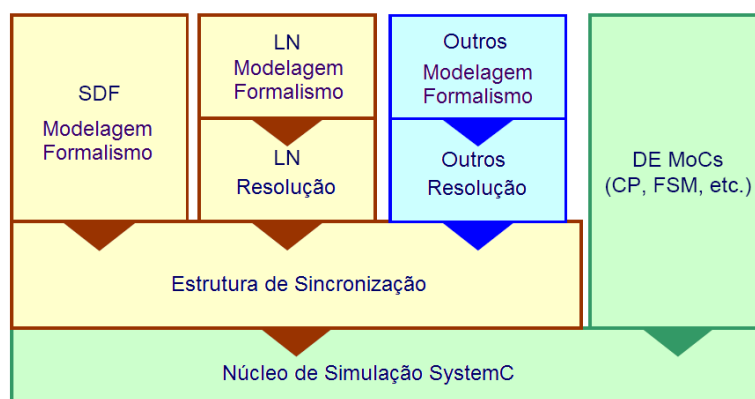 SDF
Modelagem
Formalismo
LN
Modelagem
Formalismo
LN
Resolução
Outros
Modelagem
Formalismo
Outros
Resolução
DE MoCs
(CP, FSM, etc.)
Estrutura de Sincronização
Núcleo de Simulação SystemC